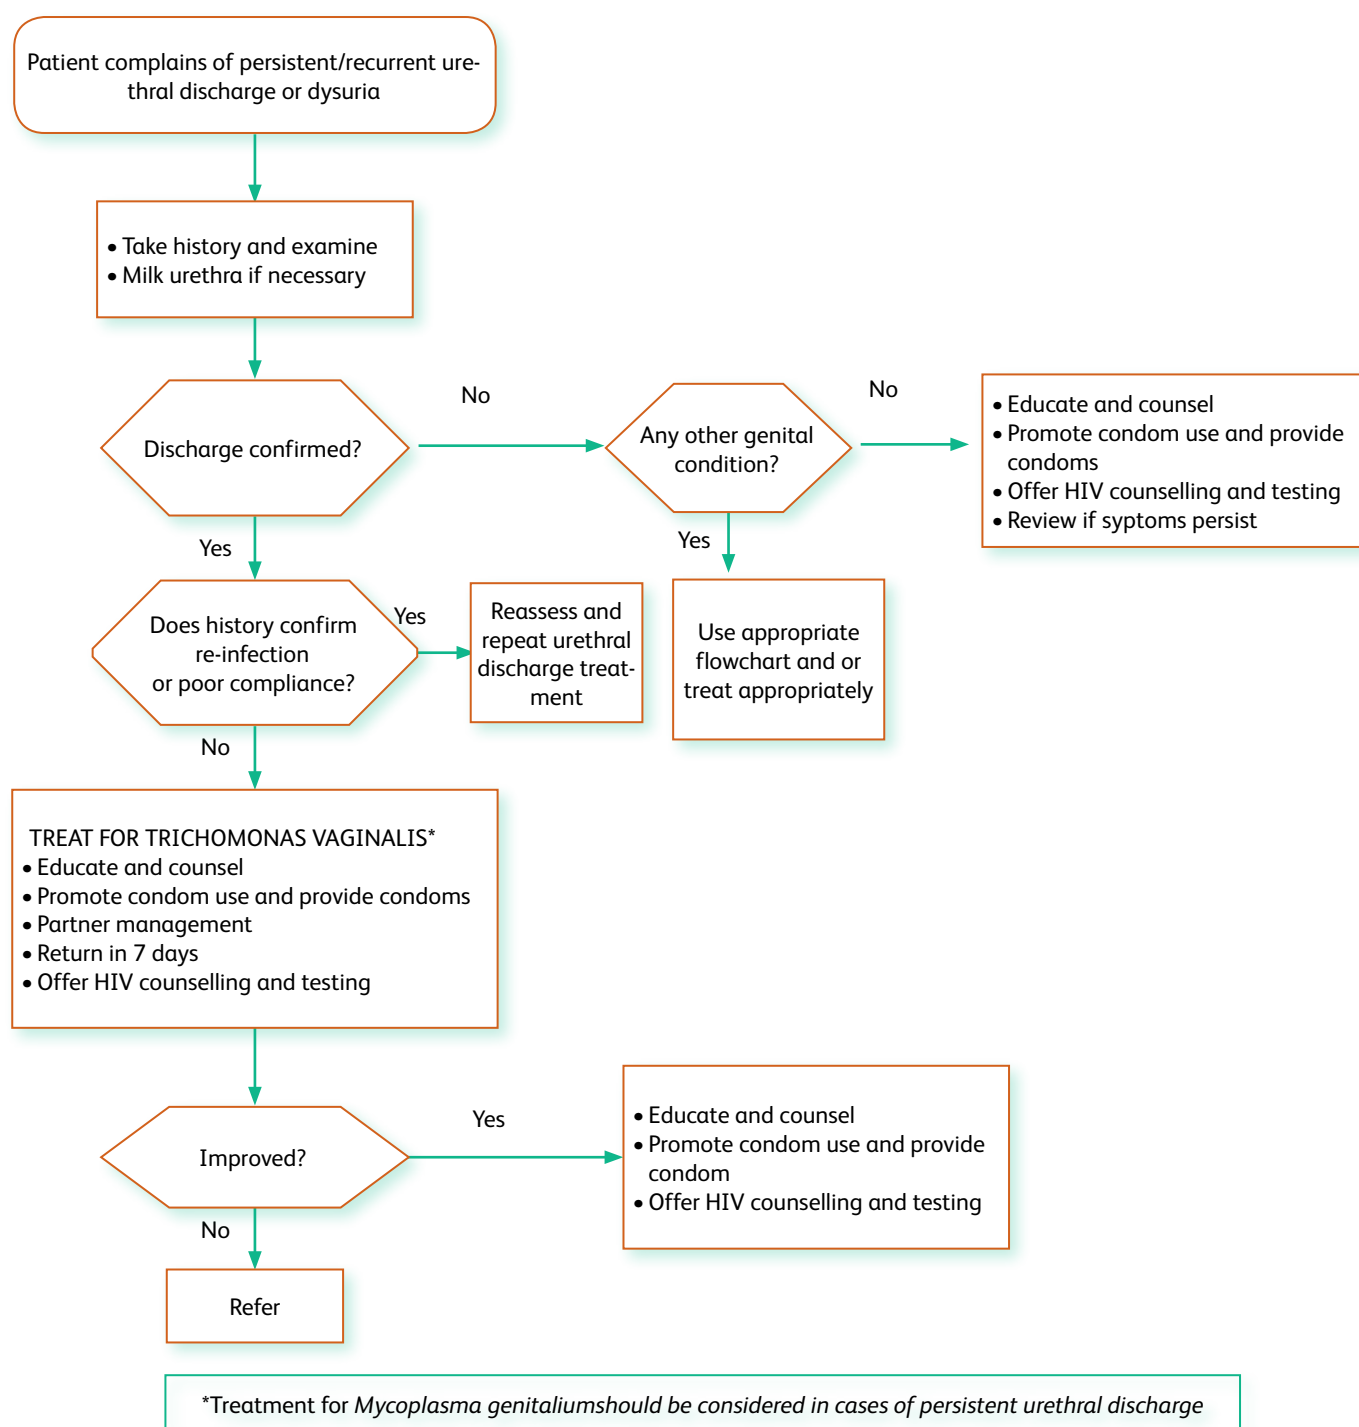 Patient complains of persistent/recurrent ure-
thral discharge or dysuria
• Take history and examine
• Milk urethra if necessary
Discharge confirmed?
No
Any other genital
condition?
No
• Educate and counsel
• Promote condom use and provide
condoms
• Offer HIV counselling and testing
• Review if syptoms persist
Yes
Use appropriate
flowchart and or
treat appropriately
Yes
Does history confirm
re-infection
or poor compliance?
Yes
Reassess and
repeat urethral
discharge treat-
ment
No
TREAT FOR TRICHOMONAS VAGINALIS*
• Educate and counsel
• Promote condom use and provide condoms
• Partner management
• Return in 7 days
• Offer HIV counselling and testing
Improved?
Yes
• Educate and counsel
• Promote condom use and provide
condom
• Offer HIV counselling and testing
No
Refer
*Treatment for Mycoplasma genitaliumshould be considered in cases of persistent urethral discharge